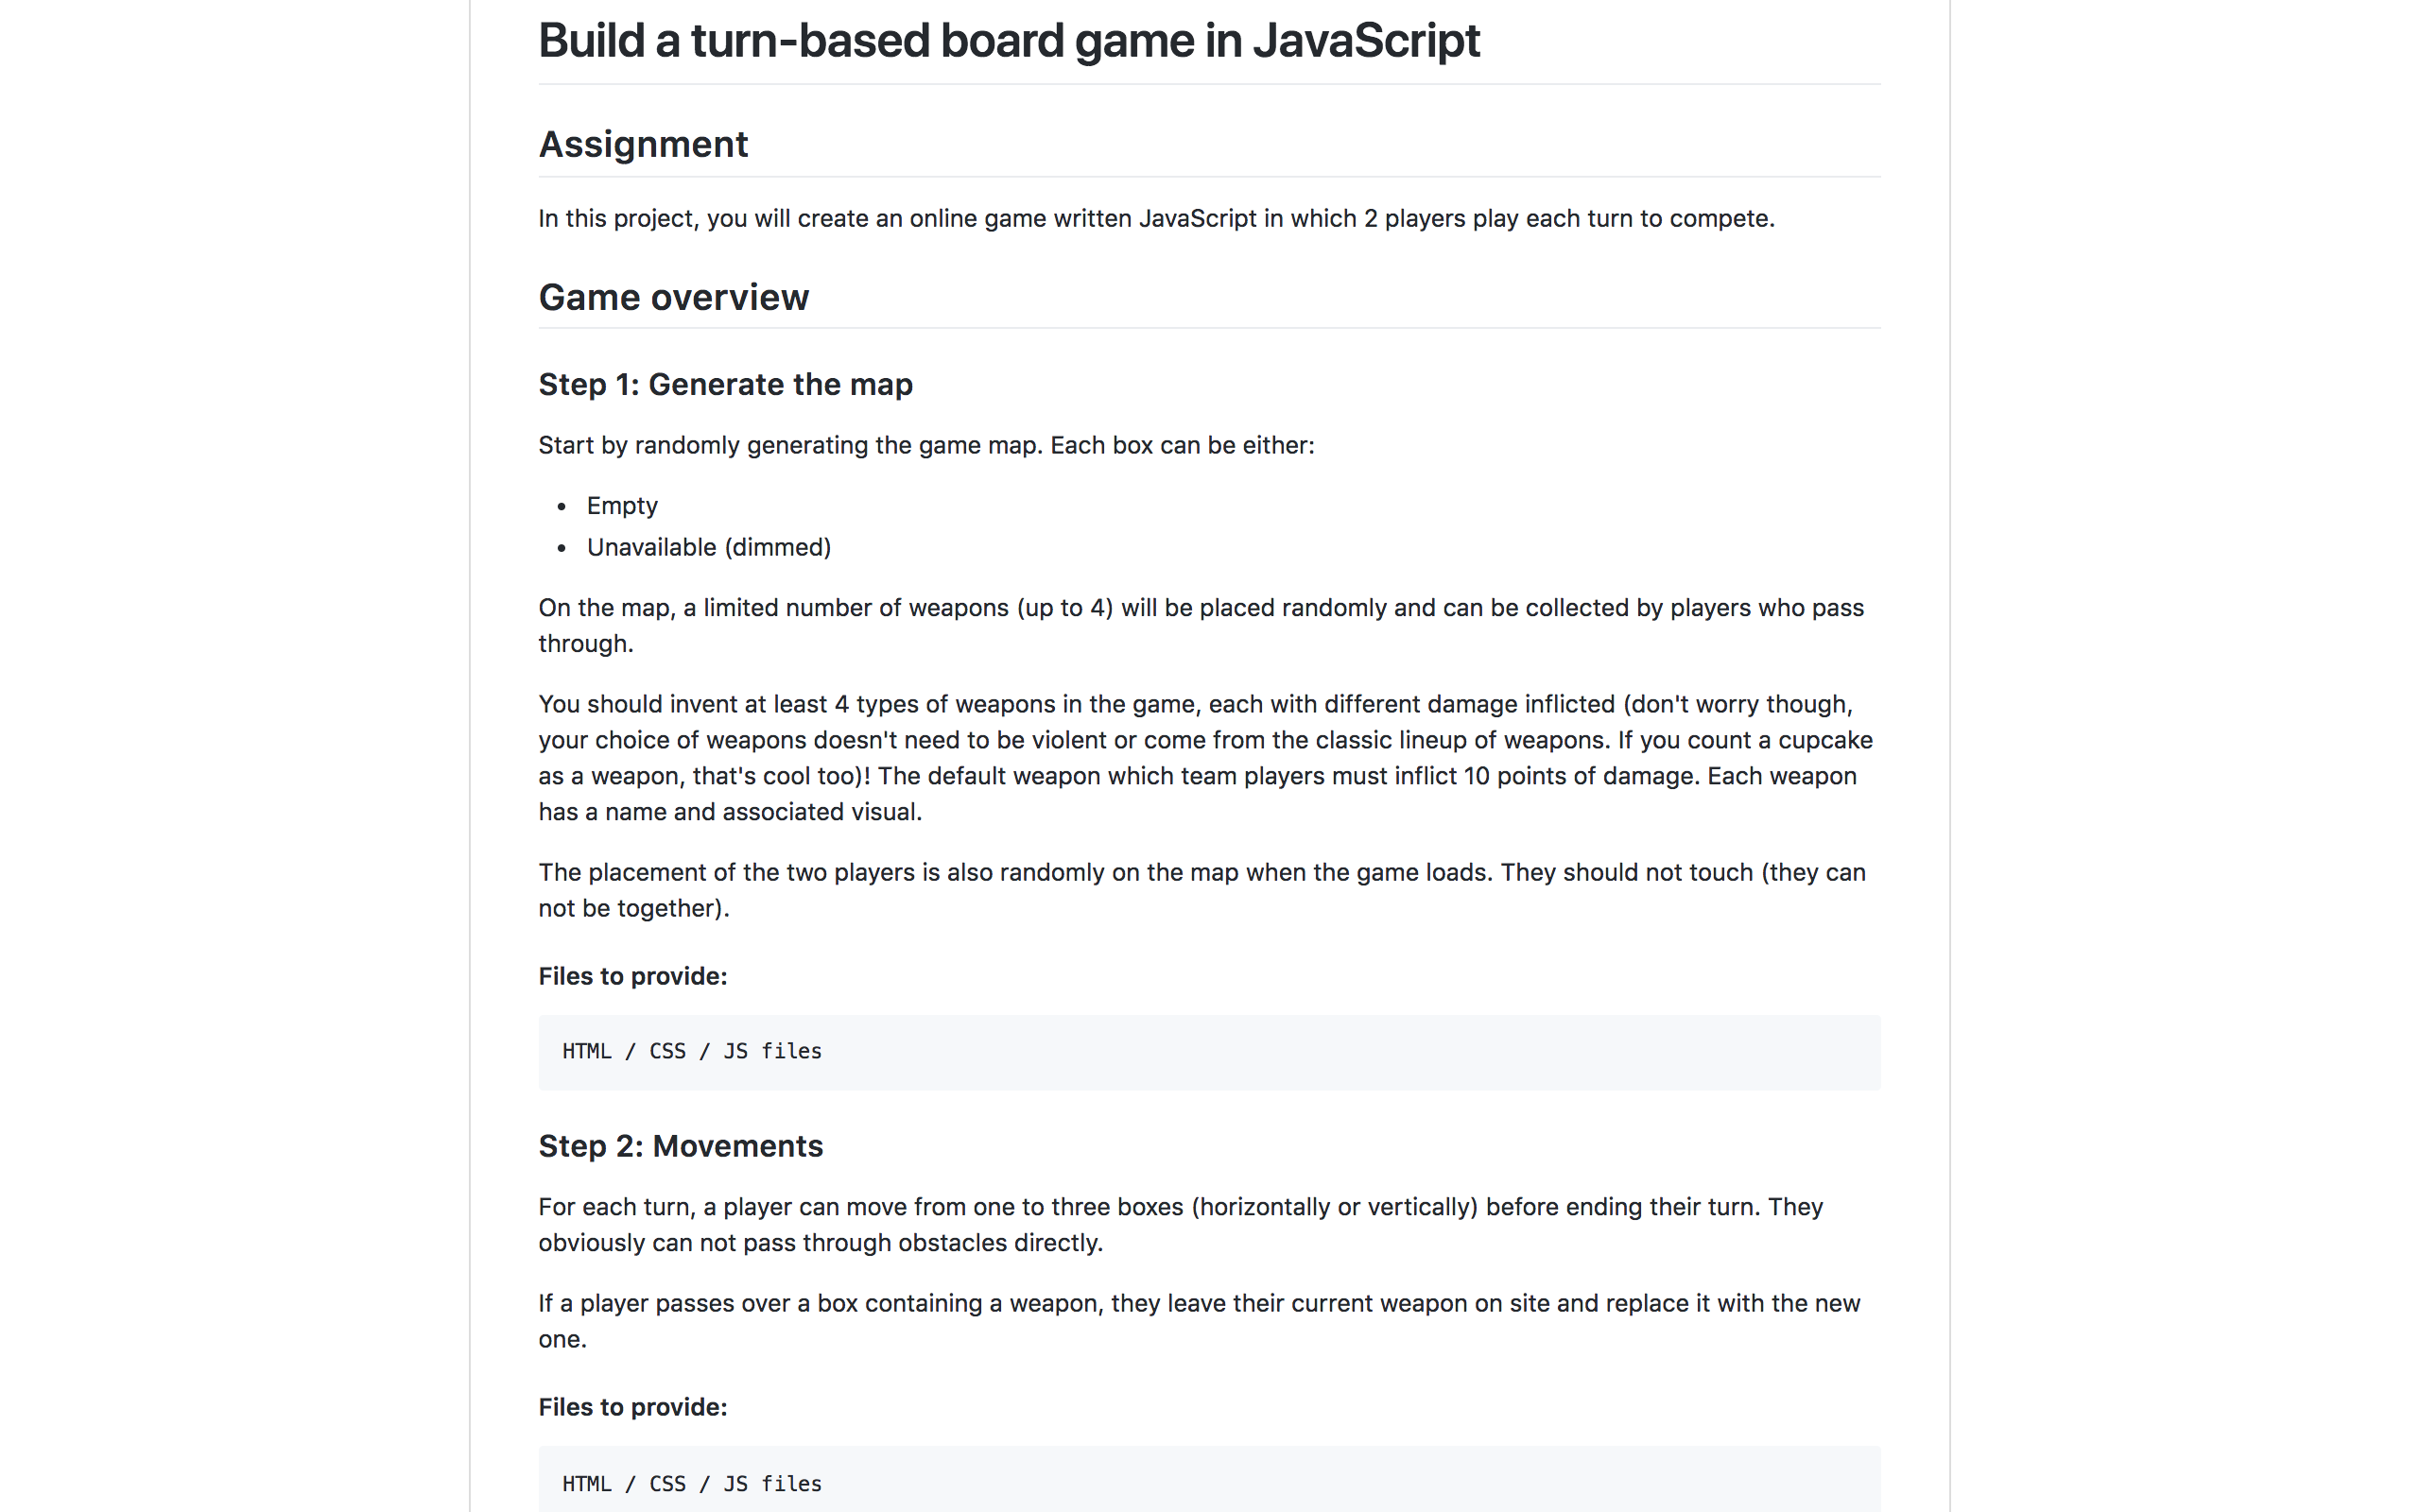 Build a turn-based board game in JavaScript
Assignment
In this project, you will create an online game written JavaScript in which 2 players play each turn to compete.
Game overview
Step 1: Generate the map
Start by randomly generating the game map. Each box can be either:
• Empty
• Unavailable (dimmed)
On the map, a limited number of weapons (up to 4) will be placed randomly and can be collected by players who pass
through.
You should invent at least 4 types of weapons in the game, each with different damage inflicted (don't worry though,
your choice of weapons doesn't need to be violent or come from the classic lineup of weapons. If you count a cupcake
as a weapon, that's cool too)! The default weapon which team players must inflict 10 points of damage. Each weapon
has a name and associated visual.
The placement of the two players is also randomly on the map when the game loads. They should not touch (they can
not be together).
Files to provide:
HTML / CSS / JS files
Step 2: Movements
For each turn, a player can move from one to three boxes (horizontally or vertically) before ending their turn. They
obviously can not pass through obstacles directly.
If a player passes over a box containing a weapon, they leave their current weapon on site and replace it with the new
one.
Files to provide:
HTML / CSS / JS files